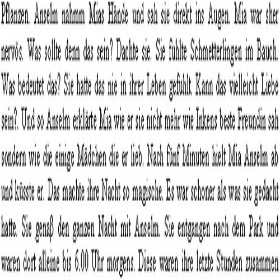 Pflanzen. Anselm nahmm Mias Hände und sah sie direkt ins Augen. Mia war also
nervös. Was sollte denn das sein? Dachte sie. Sie fühlte Schmetterlingen im Bauch.
Was bedeutet das? Sie hatte das nie in ihrer Leben gefühlt. Kann das vielleicht Liebe
sein? Und so Anselm erklärte Mia wie er sie nicht mehr wie Inkens beste Freundin sah
sondern wie die einige Mädchen die er lieb. Nach fünf Minuten hielt Mia Anselm ab
und küsste er. Das machte ihre Nacht so magische. Es war schoner als was sie gedacht
hatte. Sie genaß den ganzen Nacht mit Anselm. Sie entgangen nach dem Park und
waren dort alleine bis 6.00 Uhr morgens. Diese waren ihre letzte Stunden zusammen